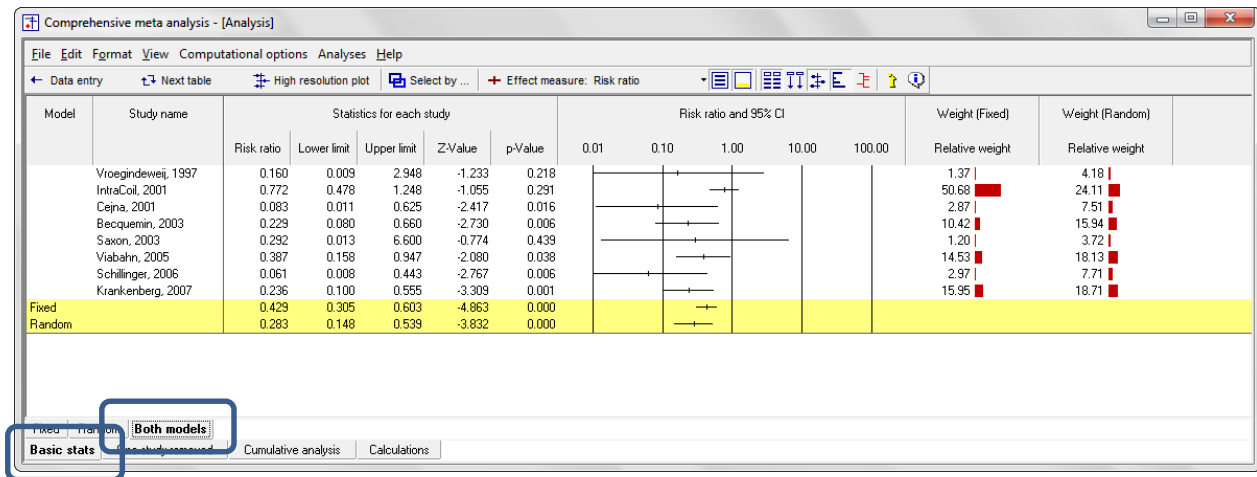 Comprehensive meta analysis - [Analysis]
File Edit Format View Computational options Analyses Help
← Data entry Next table High resolution plot Select by ... Effect measure: Risk ratio
Model Study name Statistics for each study Risk ratio and 95% CI Weight (Fixed) Weight (Random)
Risk ratio Lower limit Upper limit Z-Value p-Value 0.01 0.10 1.00 10.00 100.00 Relative weight Relative weight
Vroegindeweij, 1997 0.160 0.009 2.948 -1.233 0.218 1.37 4.18
IntraCoil, 2001 0.772 0.478 1.248 -1.055 0.291 50.68 24.11
Cejna, 2001 0.083 0.011 0.625 -2.417 0.016 2.87 7.51
Becquemin, 2003 0.229 0.080 0.660 -2.730 0.006 10.42 15.94
Saxon, 2003 0.292 0.013 6.600 -0.774 0.439 1.20 3.72
Viabahn, 2005 0.387 0.158 0.947 -2.080 0.038 14.53 18.13
Schillinger, 2006 0.061 0.008 0.443 -2.767 0.006 2.97 7.71
Krankenberg, 2007 0.236 0.100 0.555 -3.309 0.001 15.95 18.71
Fixed 0.429 0.305 0.603 -4.863 0.000
Random 0.283 0.148 0.539 -3.832 0.000
Fixed Random Both models
Basic stats One study removed Cumulative analysis Calculations